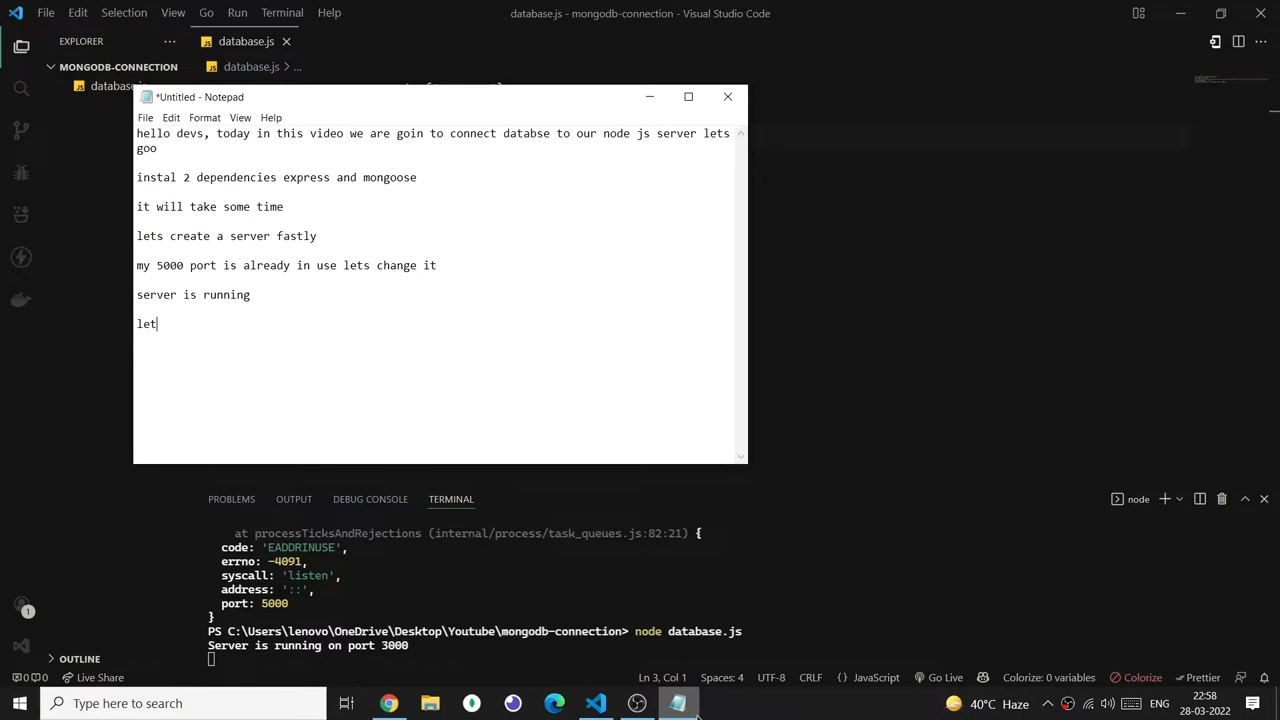 File Edit Selection View Go Run Terminal Help
database.js - mongodb-connection - Visual Studio Code
EXPLORER
database.js
MONGODB-CONNECTION
database.js > ...
*Untitled - Notepad
File Edit Format View Help
hello devs, today in this video we are goin to connect databse to our node js server lets
goo
instal 2 dependencies express and mongoose
it will take some time
lets create a server fastly
my 5000 port is already in use lets change it
server is running
let
PROBLEMS OUTPUT DEBUG CONSOLE TERMINAL
node
at processTicksAndRejections (internal/process/task_queues.js:82:21) {
code: 'EADDRINUSE',
errno: -4091,
syscall: 'listen',
address: '::',
port: 5000
}
PS C:\Users\lenovo\OneDrive\Desktop\Youtube\mongodb-connection> node database.js
Server is running on port 3000
1
OUTLINE
0 0 Live Share
Ln 3, Col 1 Spaces: 4 UTF-8 CRLF {} JavaScript Go Live Colorize: 0 variables Colorize Prettier
Type here to search
40°C Haze
ENG
22:58
28-03-2022